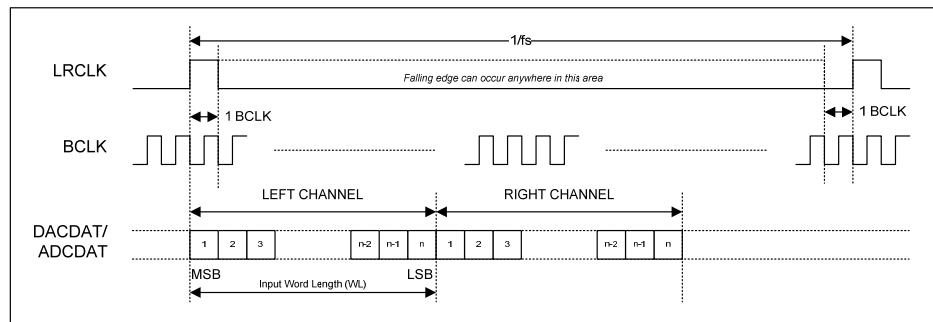 1/fs
LRCLK
Falling edge can occur anywhere in this area
1 BCLK
1 BCLK
BCLK
LEFT CHANNEL
RIGHT CHANNEL
DACDAT/
ADCDAT
1 2 3 n-2 n-1 n 1 2 3 n-2 n-1 n
MSB LSB
Input Word Length (WL)